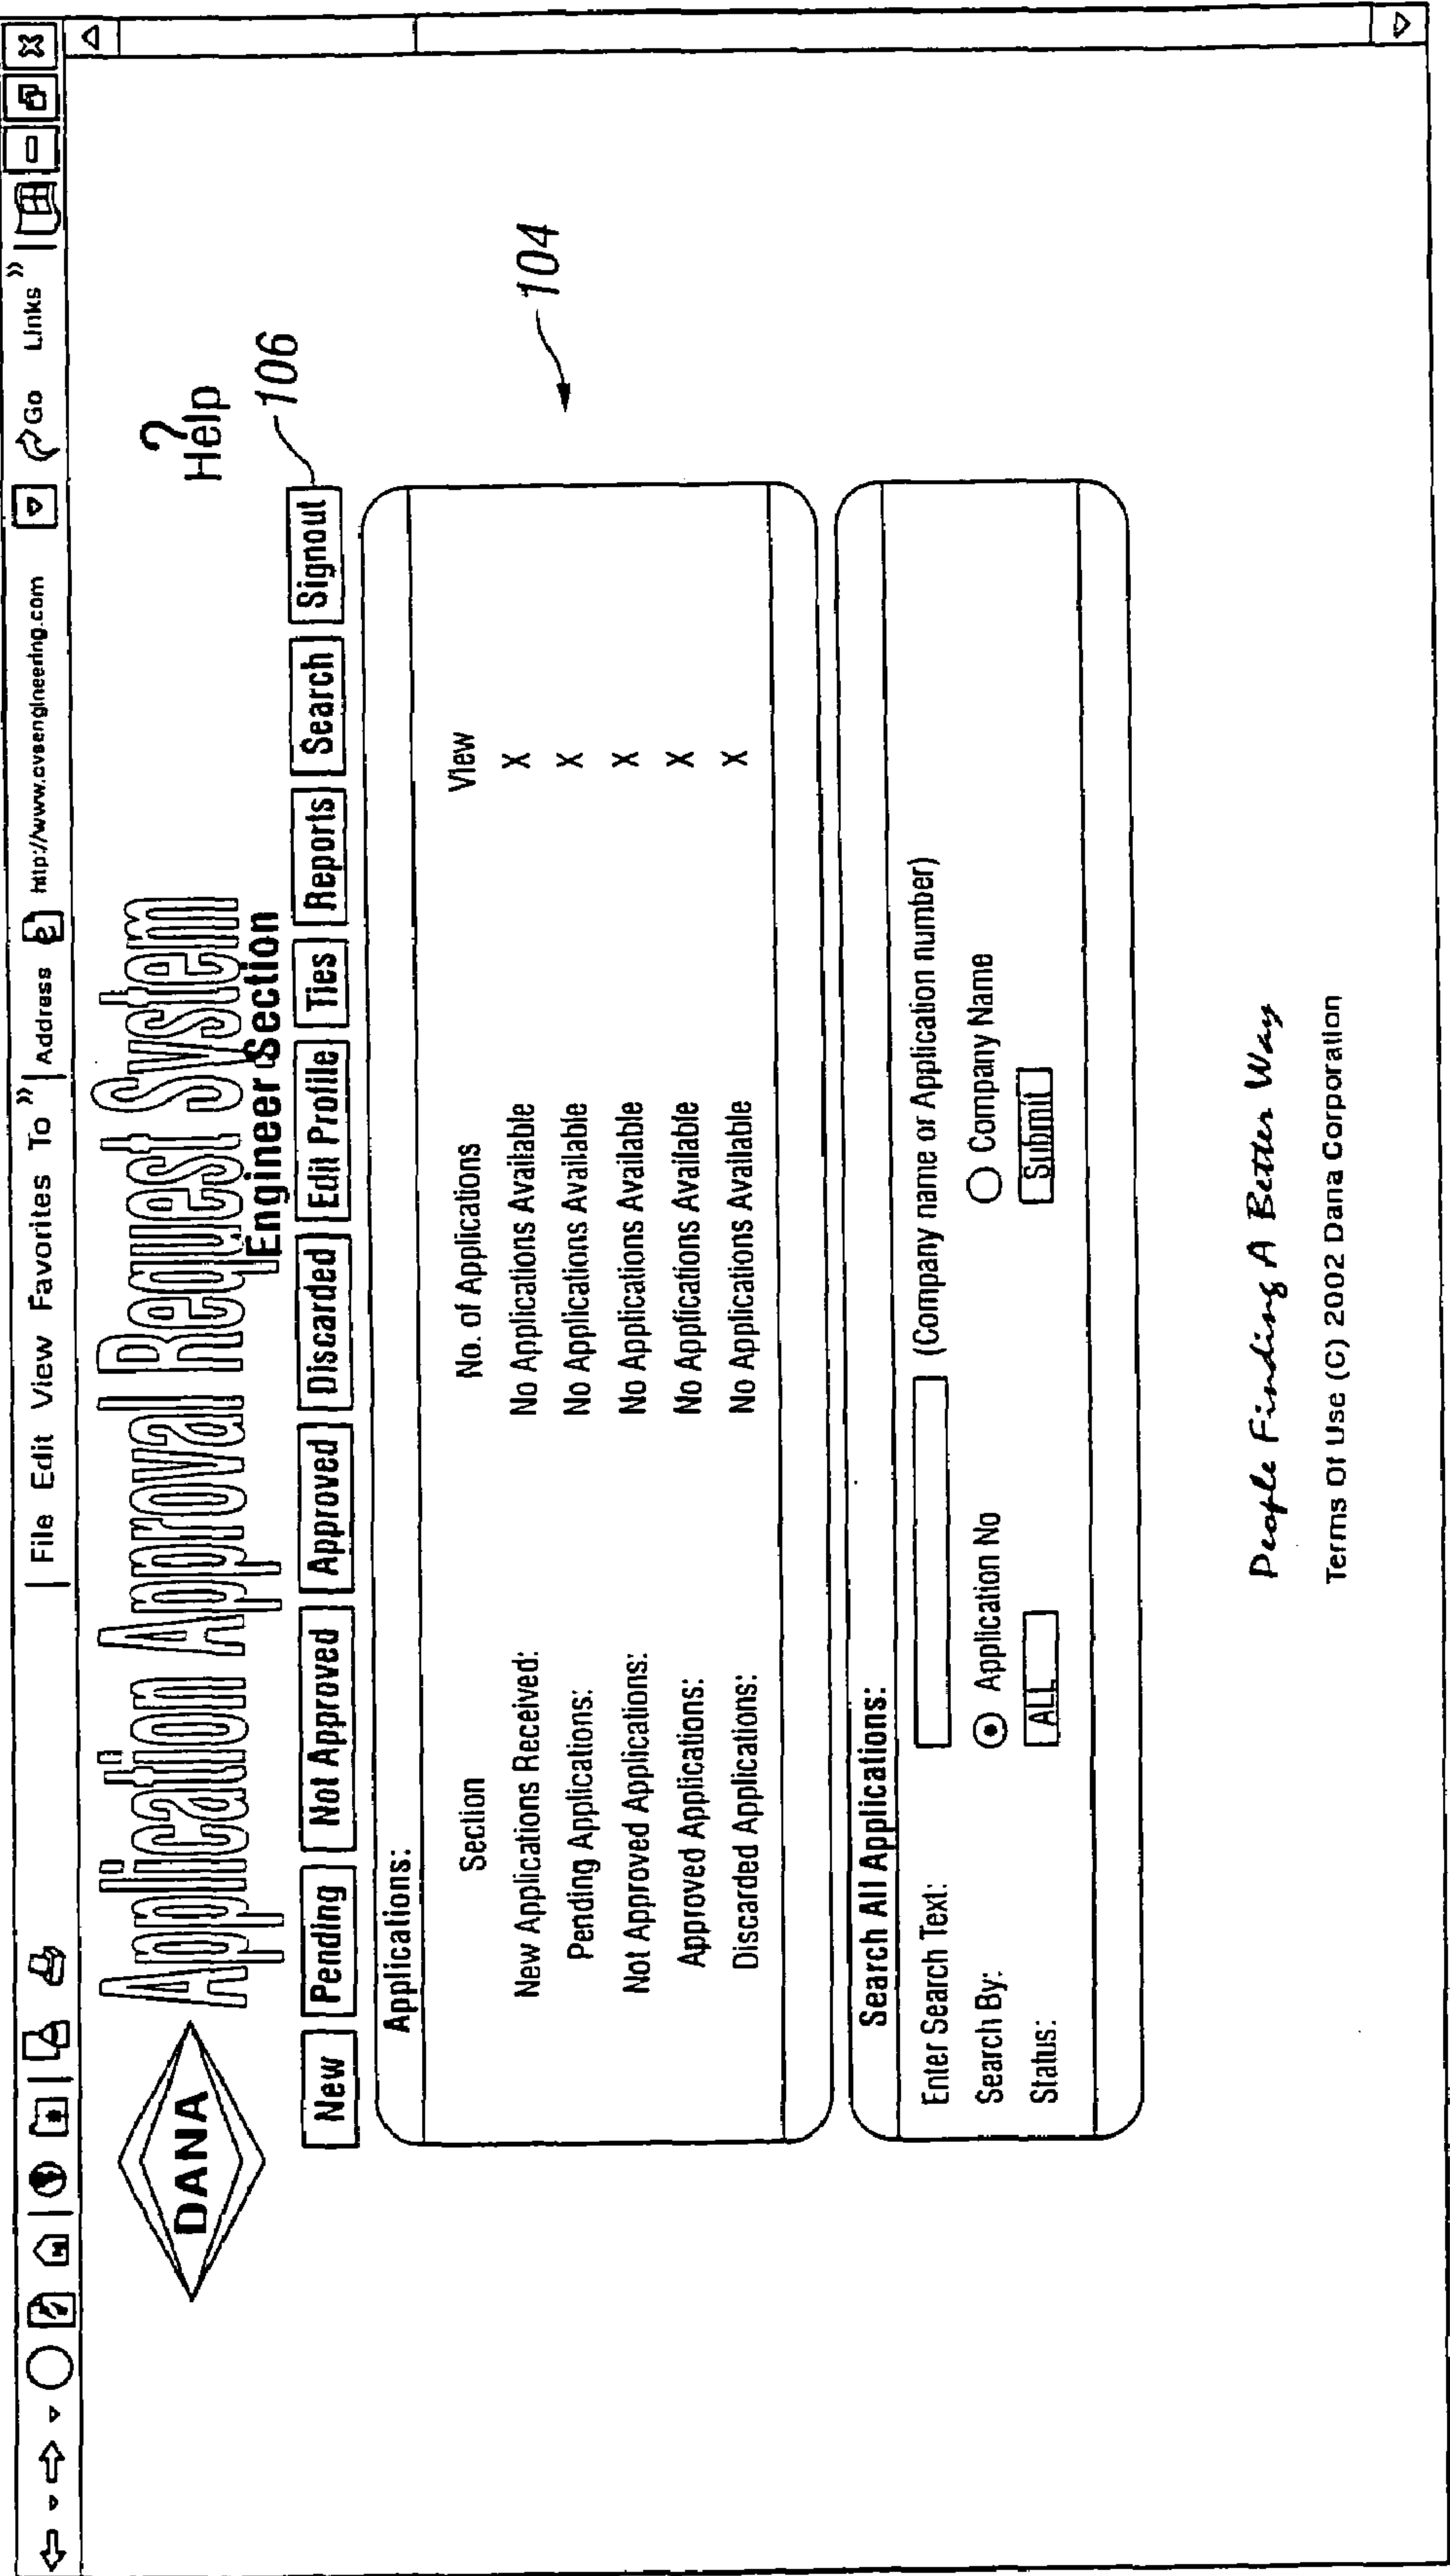 File Edit View Favorites To » Address http://www.cvsengineering.com Go Links »
DANA
Application Approval Request System
Engineer Section
? Help
106
New Pending Not Approved Approved Discarded Edit Profile Ties Reports Search Signout
104
Applications:
Section No. of Applications View
New Applications Received: No Applications Available X
Pending Applications: No Applications Available X
Not Approved Applications: No Applications Available X
Approved Applications: No Applications Available X
Discarded Applications: No Applications Available X
Search All Applications:
Enter Search Text: (Company name or Application number)
Search By: Application No Company Name
Status: ALL Submit
People Finding A Better Way
Terms Of Use (C) 2002 Dana Corporation